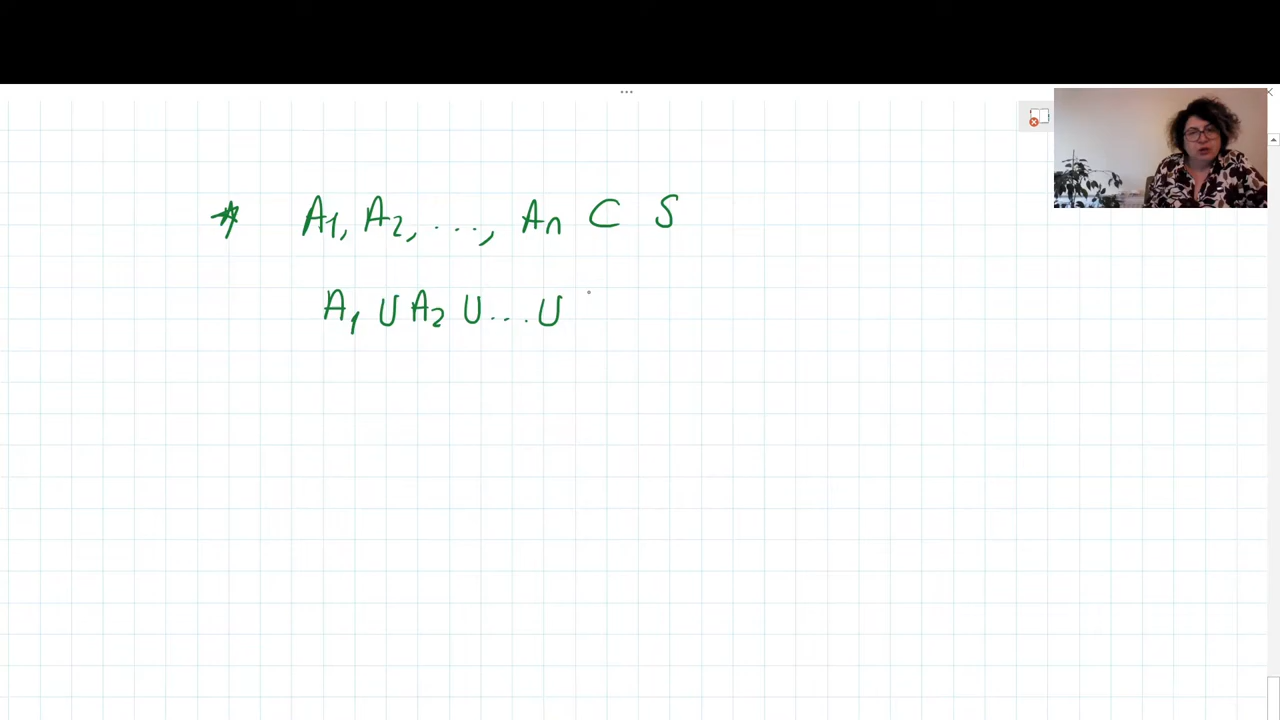 * A1, A2, ..., An ⊂ S
A1 ∪ A2 ∪ ... ∪